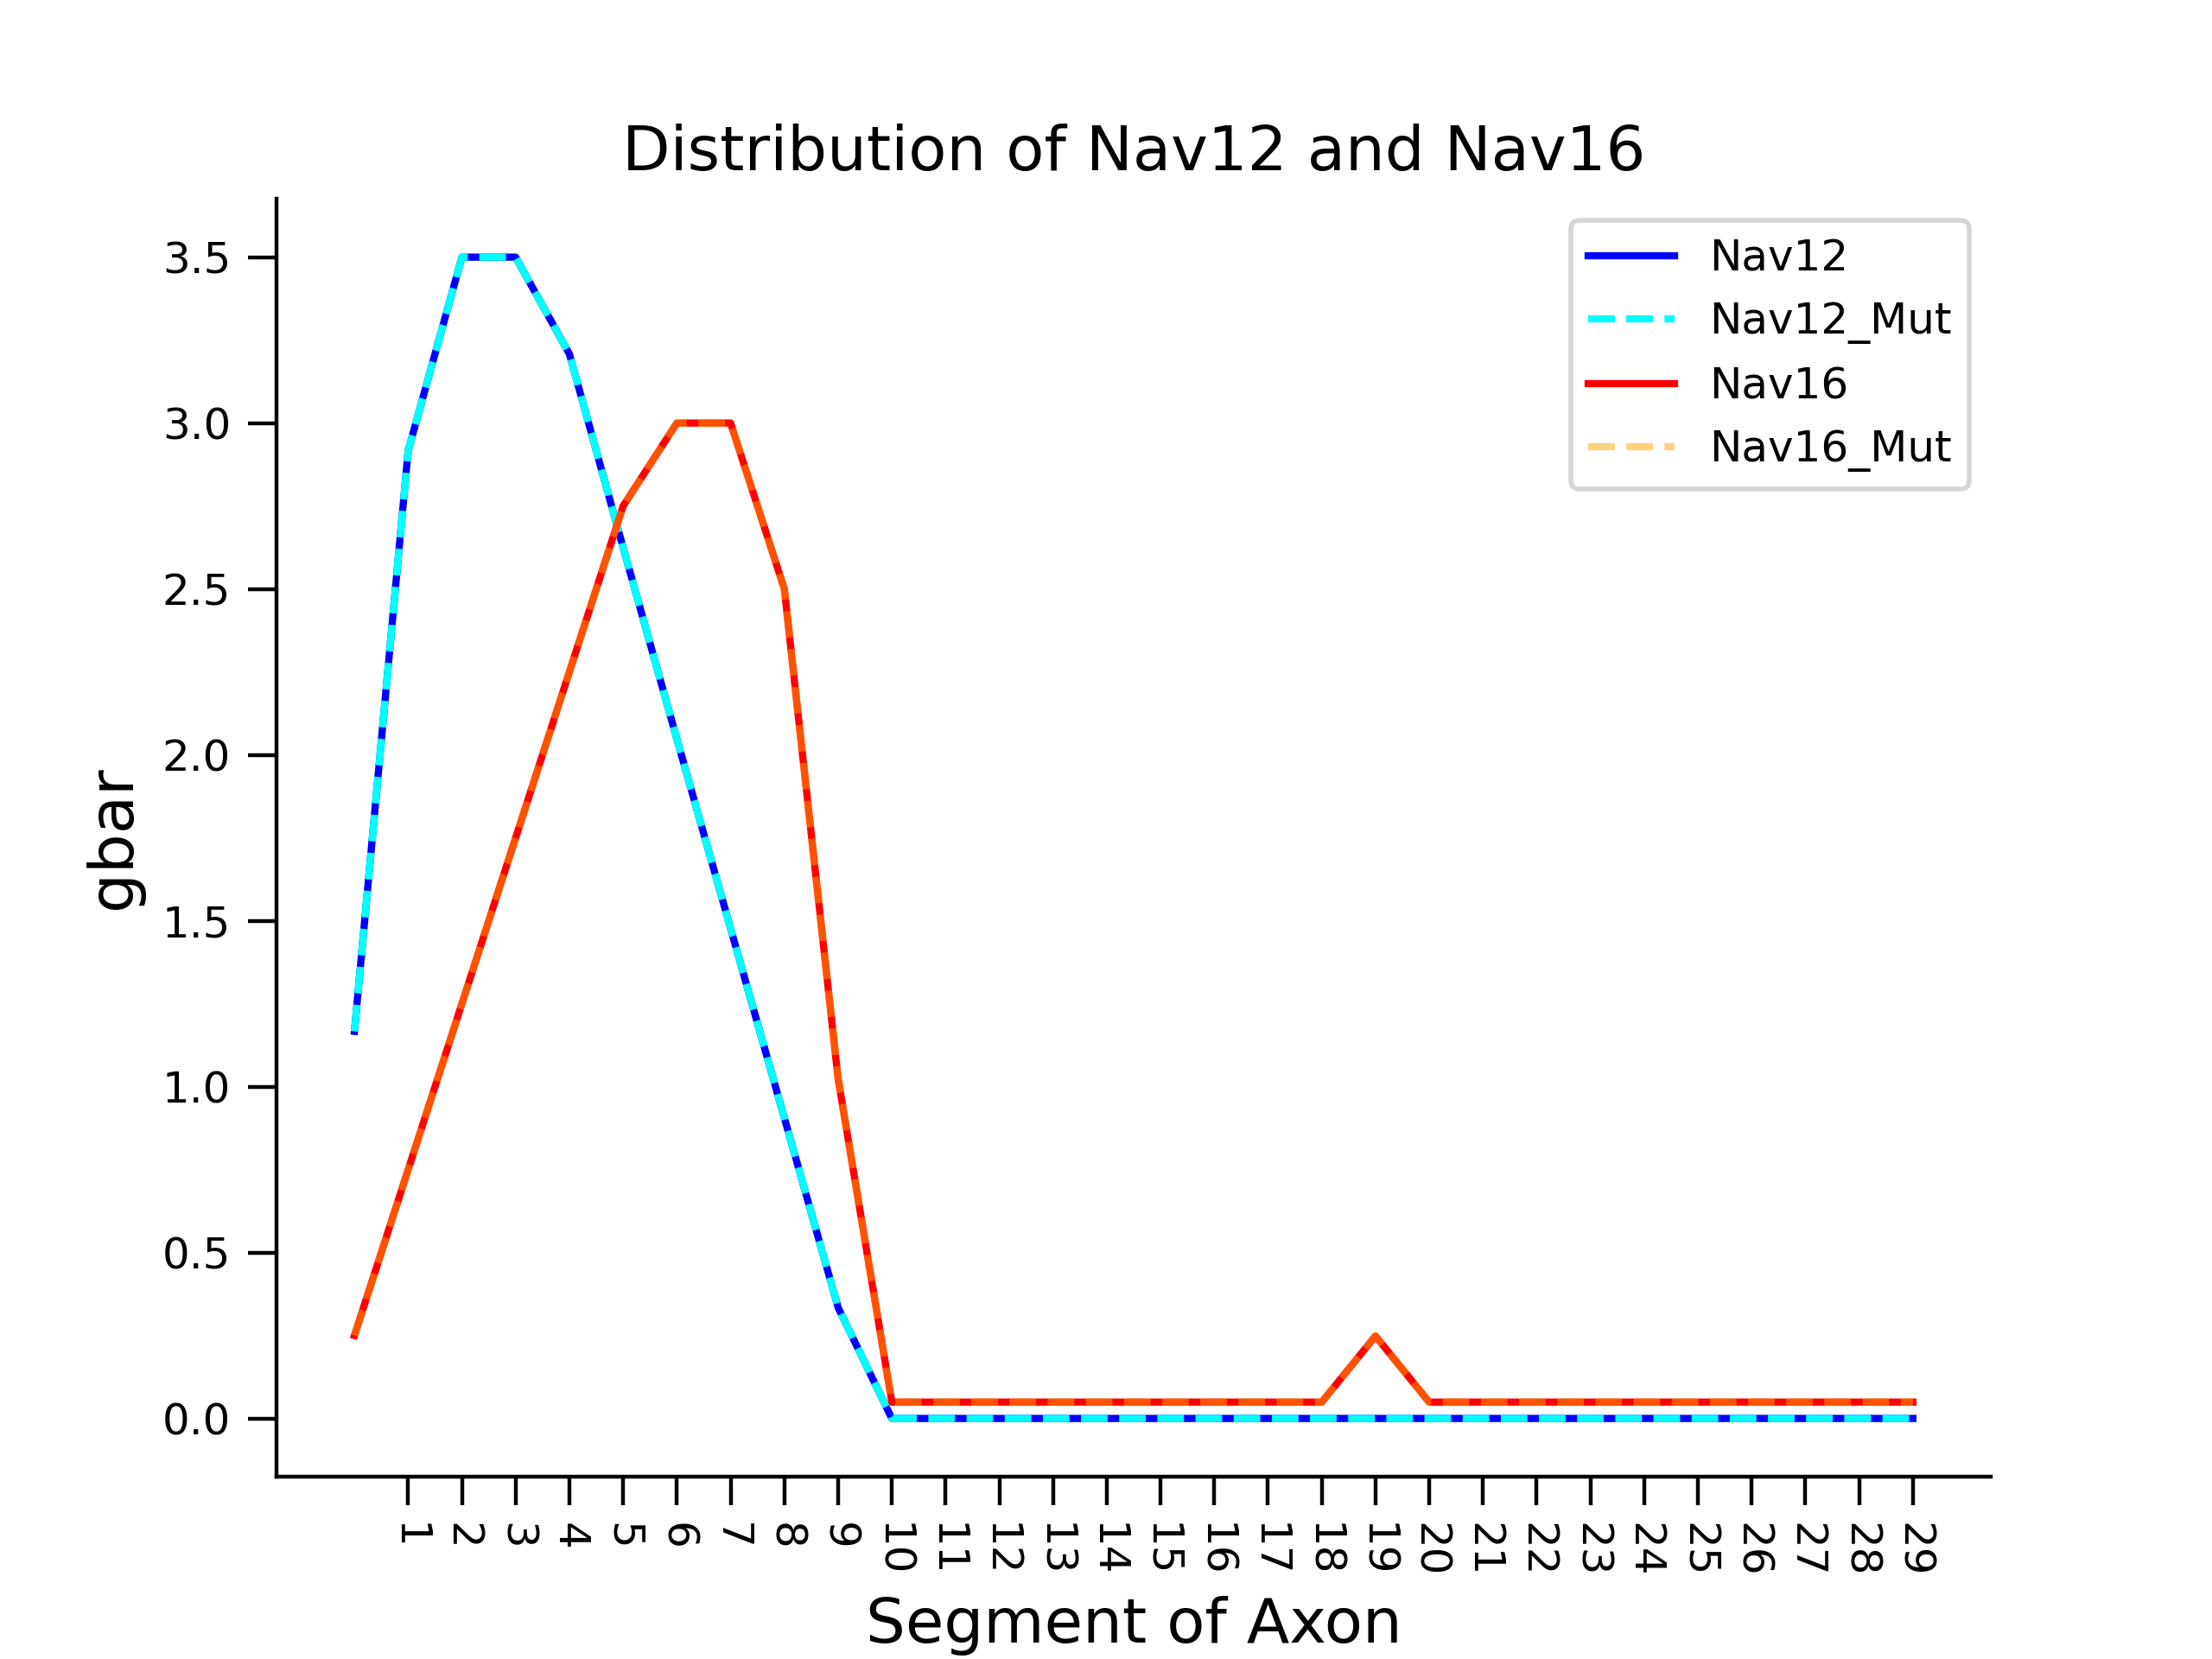 Distribution of Nav12 and Nav16
Nav12
Nav12_Mut
Nav16
Nav16_Mut
3.5
3.0
2.5
2.0
1.5
1.0
0.5
0.0
gbar
1 2 3 4 5 6 7 8 9 10 11 12 13 14 15 16 17 18 19 20 21 22 23 24 25 26 27 28 29
Segment of Axon